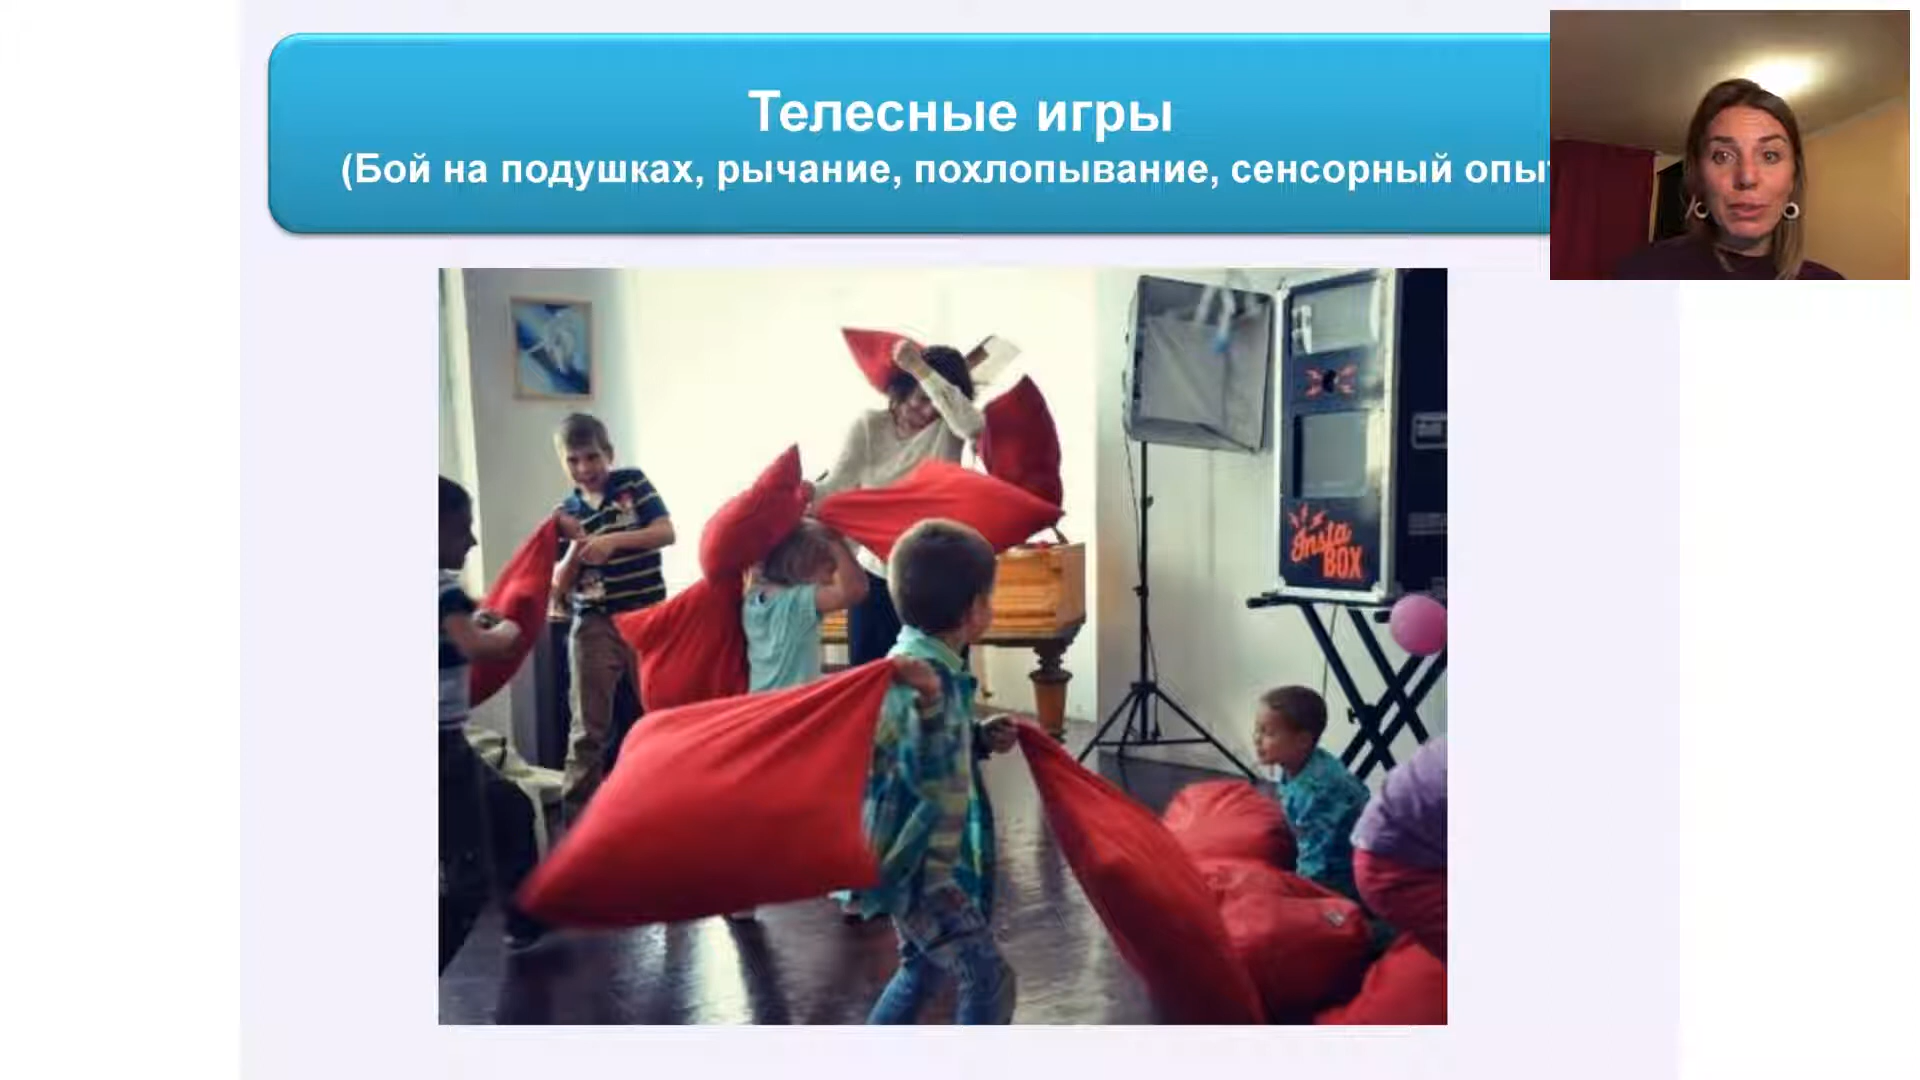 Телесные игры
(Бой на подушках, рычание, похлопывание, сенсорный опы
Insta
BOX